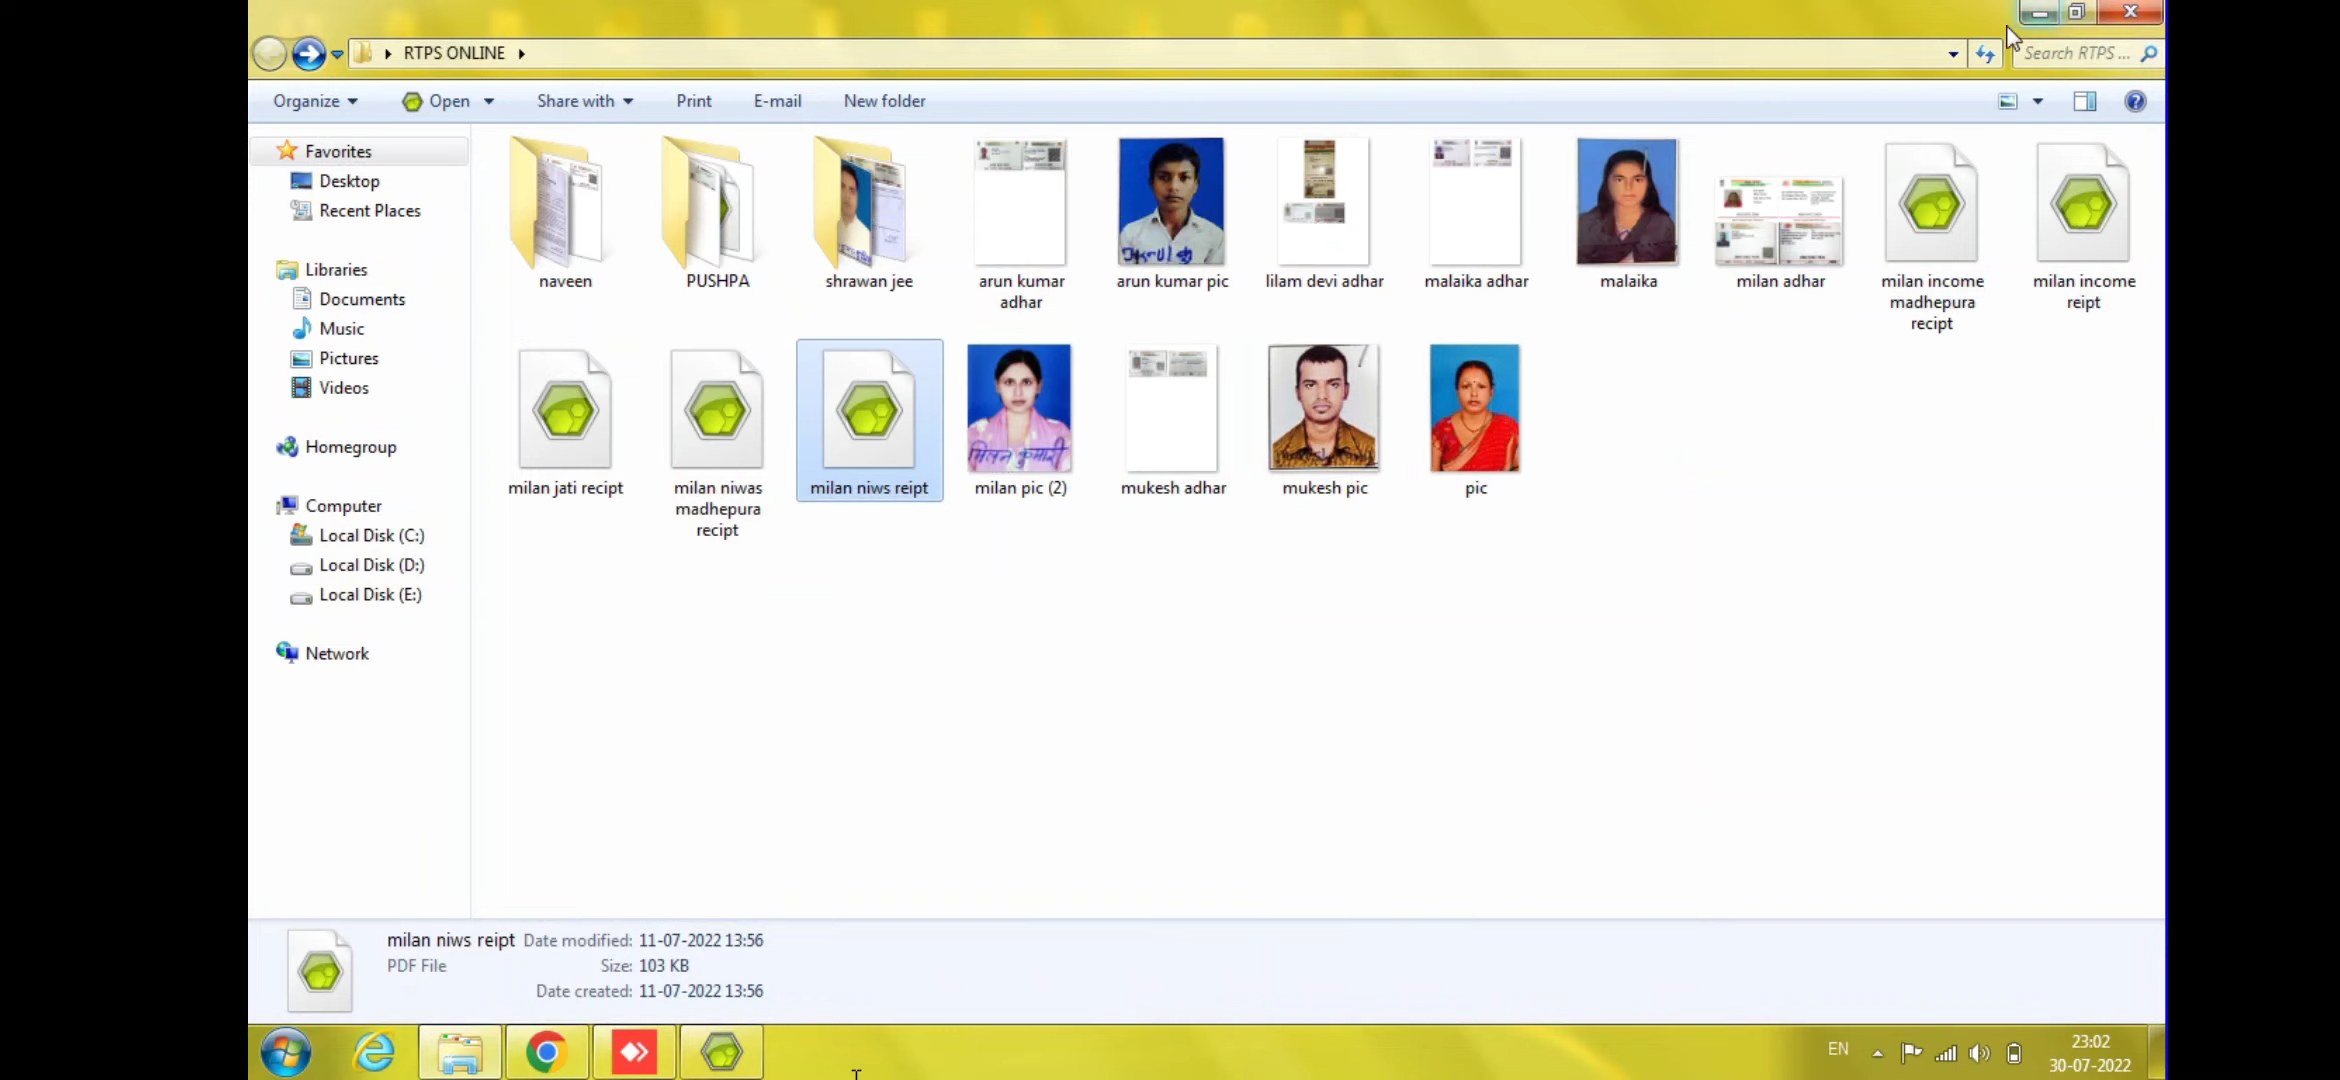 RTPS ONLINE
Search RTPS ...
Organize
Open
Share with
Print
E-mail
New folder
Favorites
Desktop
Recent Places
Libraries
Documents
Music
Pictures
Videos
Homegroup
Computer
Local Disk (C:)
Local Disk (D:)
Local Disk (E:)
Network
naveen
PUSHPA
shrawan jee
arun kumar
adhar
arun kumar pic
lilam devi adhar
malaika adhar
malaika
milan adhar
milan income
madhepura
recipt
milan income
reipt
milan jati recipt
milan niwas
madhepura
recipt
milan niws reipt
मिलन कुमारी
milan pic (2)
mukesh adhar
mukesh pic
pic
milan niws reipt Date modified: 11-07-2022 13:56
PDF File Size: 103 KB
Date created: 11-07-2022 13:56
EN
23:02
30-07-2022